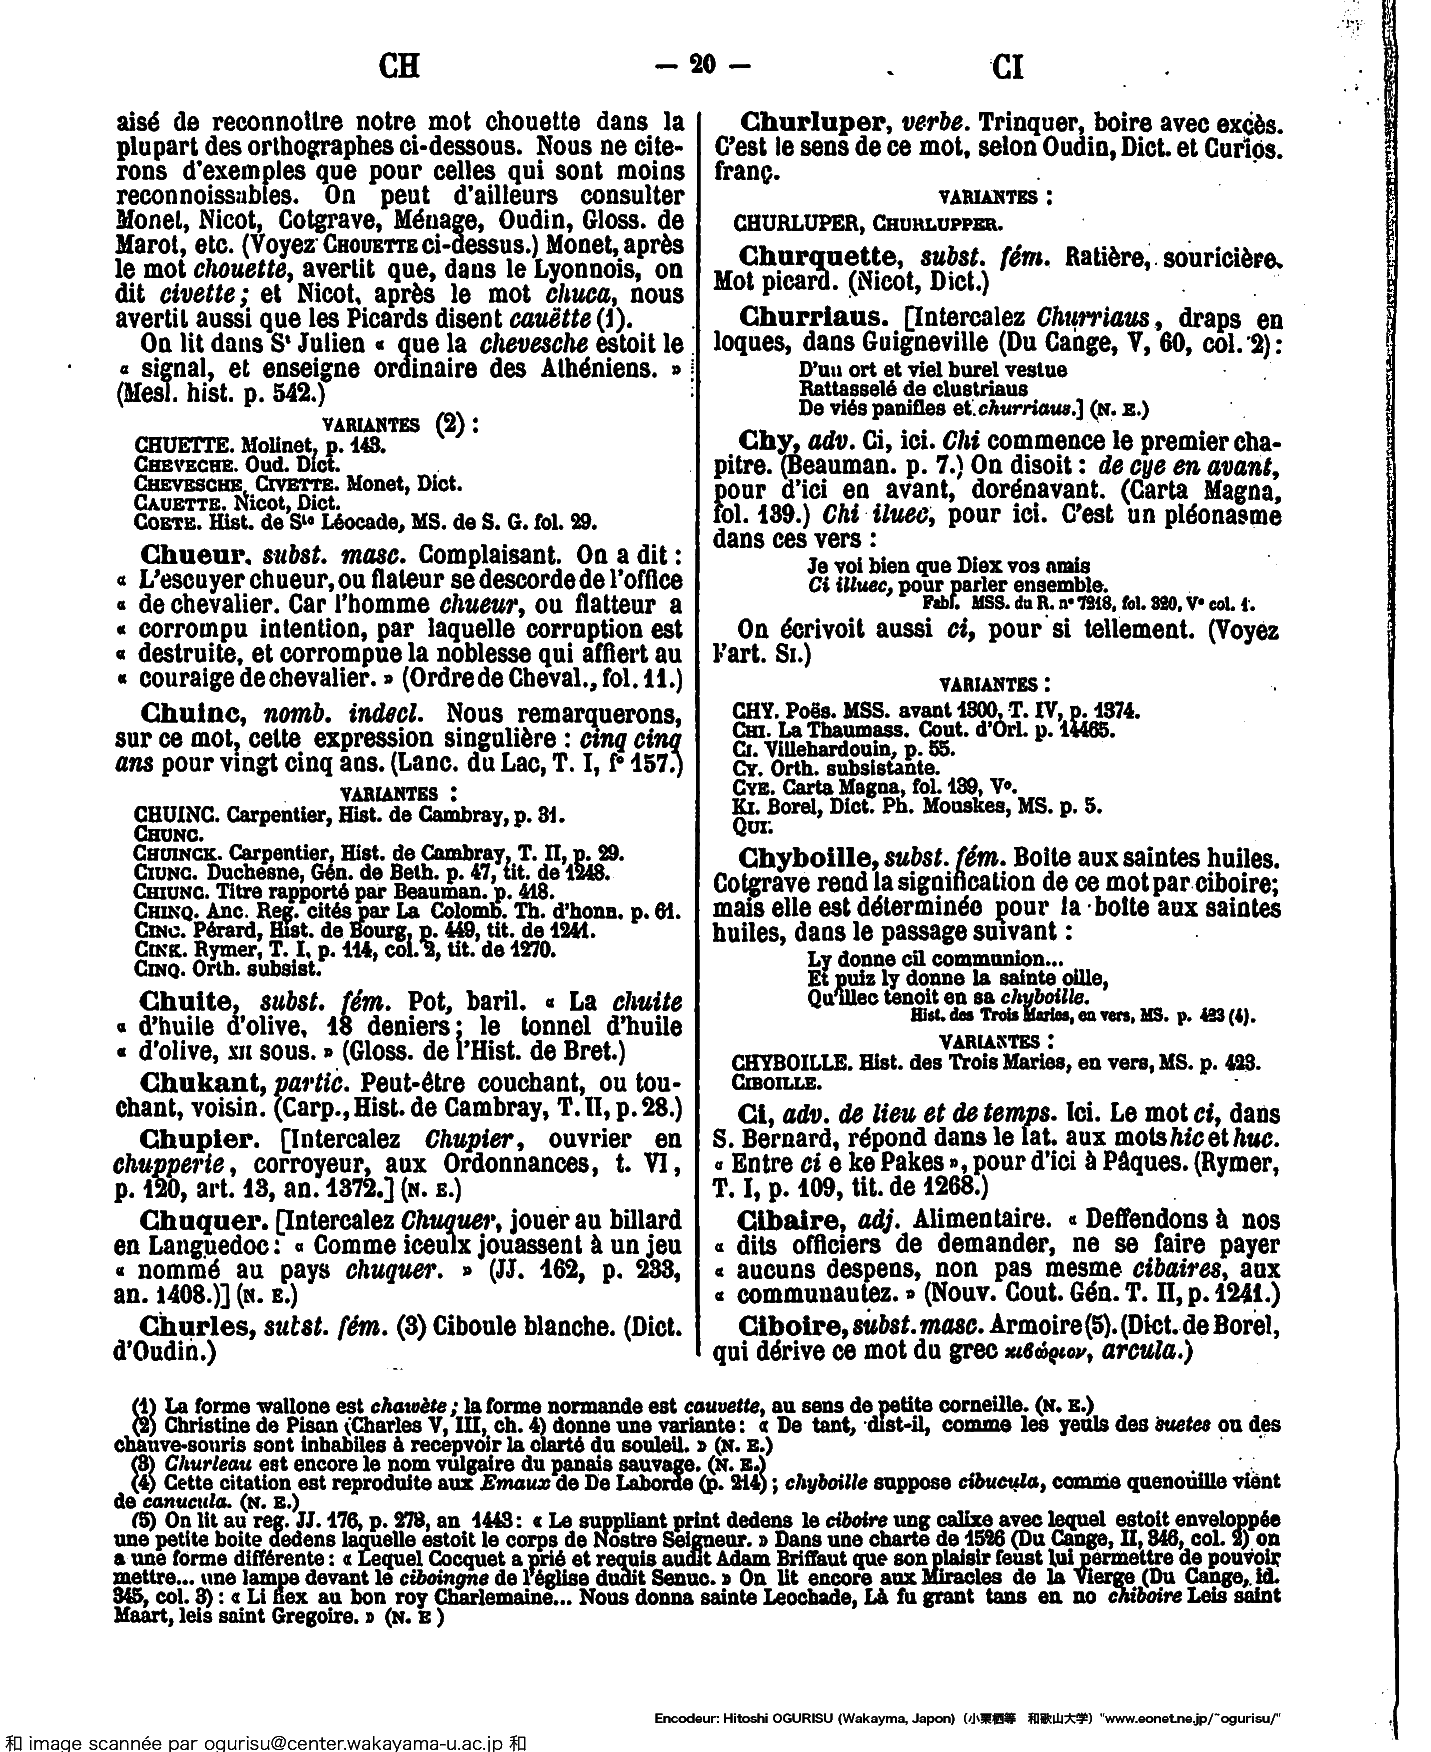 CH — 20 — CI
aisé de reconnoître notre mot chouette dans la
plupart des orthographes ci-dessous. Nous ne cite-
rons d'exemples que pour celles qui sont moins
reconnoissables. On peut d'ailleurs consulter
Monet, Nicot, Cotgrave, Ménage, Oudin, Gloss. de
Marot, etc. (Voyez CHOUETTE ci-dessus.) Monet, après
le mot chouette, avertit que, dans le Lyonnois, on
dit civette; et Nicot, après le mot chuca, nous
avertit aussi que les Picards disent cauëtte (1).
On lit dans St Julien « que la chevesche estoit le
« signal, et enseigne ordinaire des Athéniens. »
(Mesl. hist. p. 542.)
VARIANTES (2) :
CHUETTE. Molinet, p. 143.
CHEVECHE. Oud. Dict.
CHEVESCHE, CIVETTE. Monet, Dict.
CAUETTE. Nicot, Dict.
COETE. Hist. de Ste Léocade, MS. de S. G. fol. 29.
Chueur, subst. masc. Complaisant. On a dit :
« L'escuyer chueur, ou flateur se descorde de l'office
« de chevalier. Car l'homme chueur, ou flatteur a
« corrompu intention, par laquelle corruption est
« destruite, et corrompue la noblesse qui affiert au
« couraige de chevalier. » (Ordre de Cheval., fol. 11.)
Chuinc, nomb. indecl. Nous remarquerons,
sur ce mot, cette expression singulière : cinq cinq
ans pour vingt cinq ans. (Lanc. du Lac, T. I, f° 157.)
VARIANTES :
CHUINC. Carpentier, Hist. de Cambray, p. 31.
CHUNC.
CHUINCK. Carpentier, Hist. de Cambray, T. II, p. 29.
CIUNC. Duchesne, Gén. de Beth. p. 47, tit. de 1248.
CHIUNC. Titre rapporté par Beauman. p. 418.
CHINQ. Anc. Reg. cités par La Colomb. Th. d'honn. p. 61.
CINC. Pérard, Hist. de Bourg, p. 449, tit. de 1241.
CINK. Rymer, T. I, p. 114, col. 2, tit. de 1270.
CINQ. Orth. subsist.
Chuite, subst. fém. Pot, baril. « La chuite
« d'huile d'olive, 18 deniers; le tonnel d'huile
« d'olive, XII sous. » (Gloss. de l'Hist. de Bret.)
Chukant, partic. Peut-être couchant, ou tou-
chant, voisin. (Carp., Hist. de Cambray, T. II, p. 28.)
Chupier. [Intercalez Chupier, ouvrier en
chupperie, corroyeur, aux Ordonnances, t. VI,
p. 120, art. 13, an. 1372.] (N. E.)
Chuquer. [Intercalez Chuquer, jouer au billard
en Languedoc : « Comme iceulx jouassent à un jeu
« nommé au pays chuquer. » (JJ. 162, p. 233,
an. 1408.)] (N. E.)
Churles, subst. fém. (3) Ciboule blanche. (Dict.
d'Oudin.)
Churluper, verbe. Trinquer, boire avec excès.
C'est le sens de ce mot, selon Oudin, Dict. et Curios.
franç.
VARIANTES :
CHURLUPER, CHURLUPPER.
Churquette, subst. fém. Ratière, souricière.
Mot picard. (Nicot, Dict.)
Churriaus. [Intercalez Churriaus, draps en
loques, dans Guigneville (Du Cange, V, 60, col. 2) :
D'un ort et viel burel vestue
Rattasselé de clustriaus
De viés panifles et churriaus.] (N. E.)
Chy, adv. Ci, ici. Chi commence le premier cha-
pitre. (Beauman. p. 7.) On disoit : de cye en avant,
pour d'ici en avant, dorénavant. (Carta Magna,
fol. 139.) Chi iluec, pour ici. C'est un pléonasme
dans ces vers :
Je voi bien que Diex vos amis
Ci illuec, pour parler ensemble.
Fabl. MSS. du R. n° 7218, fol. 320, V° col. 1.
On écrivoit aussi ci, pour si tellement. (Voyez
l'art. SI.)
VARIANTES :
CHY. Poës. MSS. avant 1300, T. IV, p. 1374.
CHI. La Thaumass. Cout. d'Orl. p. 14465.
CI. Villehardouin, p. 55.
CY. Orth. subsistante.
CYE. Carta Magna, fol. 139, V°.
KI. Borel, Dict. Ph. Mouskes, MS. p. 5.
QUI.
Chyboille, subst. fém. Boite aux saintes huiles.
Cotgrave rend la signification de ce mot par ciboire;
mais elle est déterminée pour la boîte aux saintes
huiles, dans le passage suivant :
Ly donne cil communion...
Et puiz ly donne la sainte oille,
Qu'illec tenoit en sa chyboille.
Hist. des Trois Maries, en vers, MS. p. 423 (4).
VARIANTES :
CHYBOILLE. Hist. des Trois Maries, en vers, MS. p. 423.
CIBOILLE.
Ci, adv. de lieu et de temps. Ici. Le mot ci, dans
S. Bernard, répond dans le lat. aux mots hic et huc.
« Entre ci e ke Pakes », pour d'ici à Pâques. (Rymer,
T. I, p. 109, tit. de 1268.)
Cibaire, adj. Alimentaire. « Deffendons à nos
« dits officiers de demander, ne se faire payer
« aucuns despens, non pas mesme cibaires, aux
« communautez. » (Nouv. Cout. Gén. T. II, p. 1241.)
Ciboire, subst. masc. Armoire (5). (Dict. de Borel,
qui dérive ce mot du grec κιβώριον, arcula.)
(1) La forme wallone est chawète; la forme normande est cauvette, au sens de petite corneille. (N. E.)
(2) Christine de Pisan (Charles V, III, ch. 4) donne une variante : « De tant, dist-il, comme les yeuls des suetes ou des
chauve-souris sont inhabiles à recepvoir la clarté du souleil. » (N. E.)
(3) Churleau est encore le nom vulgaire du panais sauvage. (N. E.)
(4) Cette citation est reproduite aux Emaux de De Laborde (p. 214); chyboille suppose cibucula, comme quenouille vient
de canucula. (N. E.)
(5) On lit au reg. JJ. 176, p. 278, an 1443 : « Le suppliant print dedens le ciboire ung calixe avec lequel estoit enveloppée
une petite boite dedens laquelle estoit le corps de Nostre Seigneur. » Dans une charte de 1526 (Du Cange, II, 346, col. 2) on
a une forme différente : « Lequel Cocquet a prié et requis audit Adam Briffaut que son plaisir feust lui permettre de pouvoir
mettre... une lampe devant le ciboingne de l'église dudit Senuc. » On lit encore aux Miracles de la Vierge (Du Cange, id.
345, col. 3) : « Li fiex au bon roy Charlemaine... Nous donna sainte Leochade, Là fu grant tans en no chiboire Leis saint
Maart, leis saint Gregoire. » (N. E )
Encodeur: Hitoshi OGURISU (Wakayma, Japon) (小栗栖等 和歌山大学) "www.eonet.ne.jp/~ogurisu/"
和 image scannée par ogurisu@center.wakayama-u.ac.jp 和